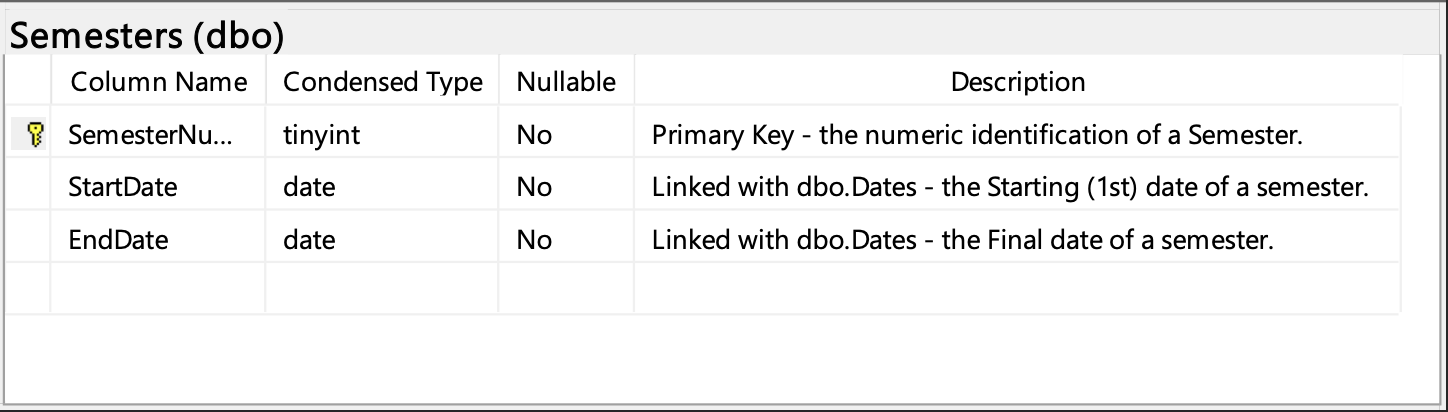 Semesters (dbo)
Column Name Condensed Type Nullable Description
SemesterNu... tinyint No Primary Key - the numeric identification of a Semester.
StartDate date No Linked with dbo.Dates - the Starting (1st) date of a semester.
EndDate date No Linked with dbo.Dates - the Final date of a semester.